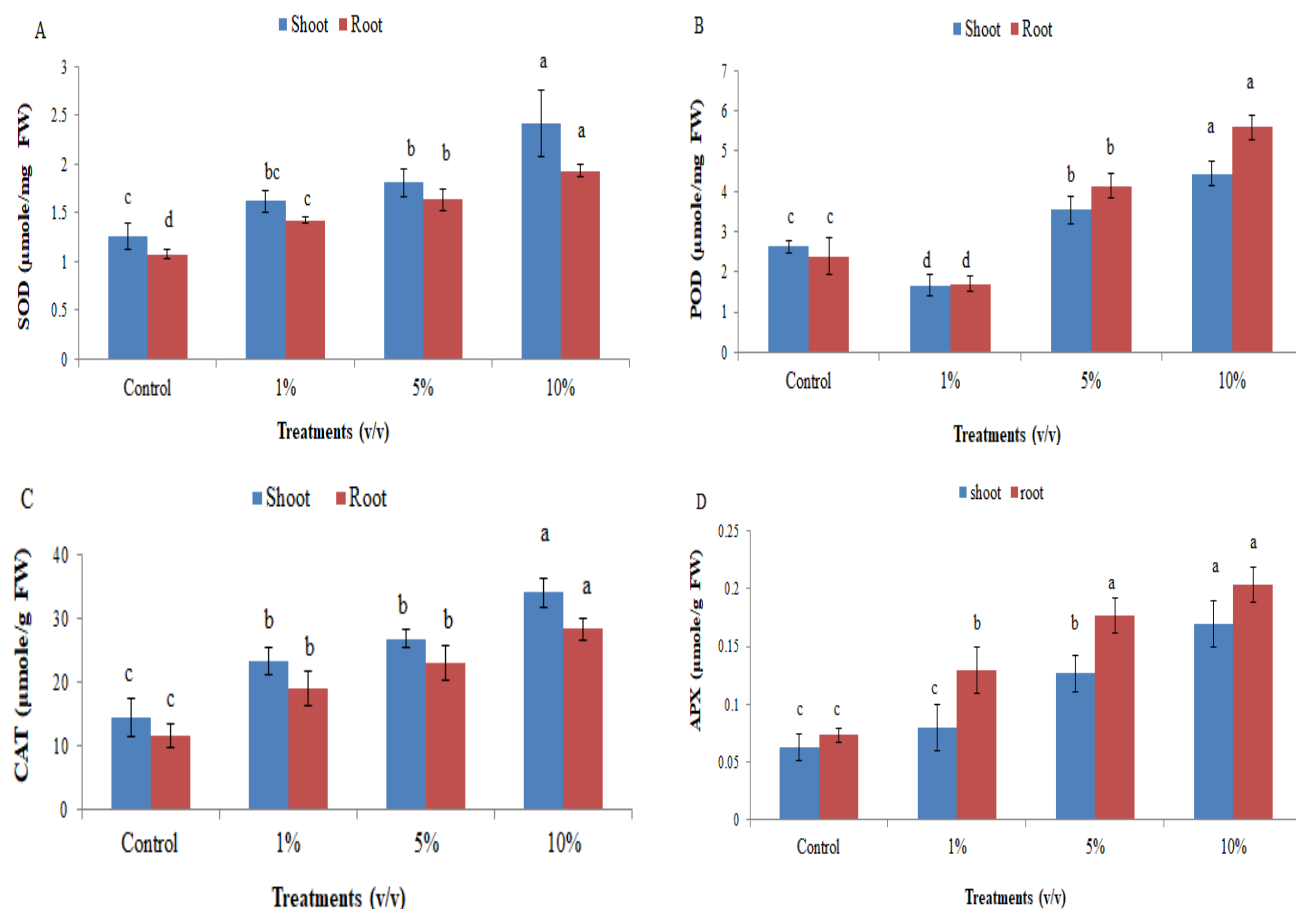 A
Shoot Root
SOD (µmole/mg FW)
3
2.5
2
1.5
1
0.5
0
c d bc c b b a a
Control 1% 5% 10%
Treatments (v/v)
B
Shoot Root
POD (µmole/mg FW)
7
6
5
4
3
2
1
0
c c d d b b a a
Control 1% 5% 10%
Treatments (v/v)
C
Shoot Root
CAT (µmole/g FW)
40
30
20
10
0
c c b b b b a a
Control 1% 5% 10%
Treatments (v/v)
D
shoot root
APX (µmole/g FW)
0.25
0.2
0.15
0.1
0.05
0
c c c b b a a a
Control 1% 5% 10%
Treatments (v/v)